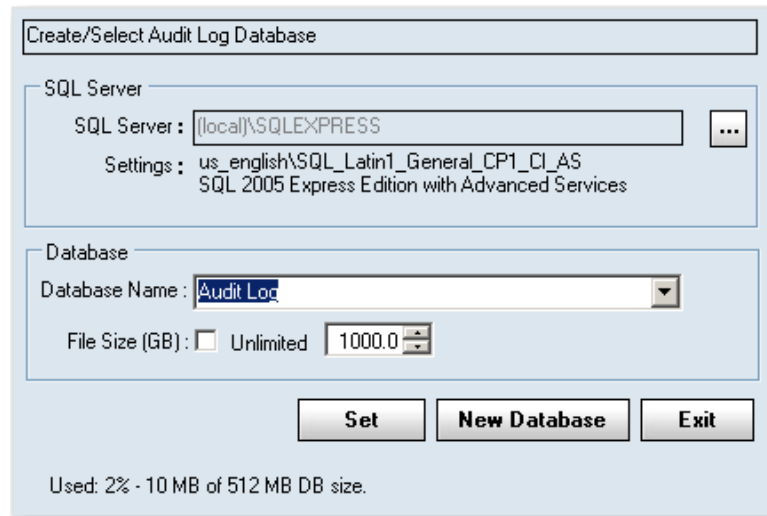 Create/Select Audit Log Database
SQL Server
SQL Server : (local)\SQLEXPRESS ...
Settings : us_english\SQL_Latin1_General_CP1_CI_AS
SQL 2005 Express Edition with Advanced Services
Database
Database Name : Audit Log
File Size (GB) : Unlimited 1000.0
Set New Database Exit
Used: 2% - 10 MB of 512 MB DB size.